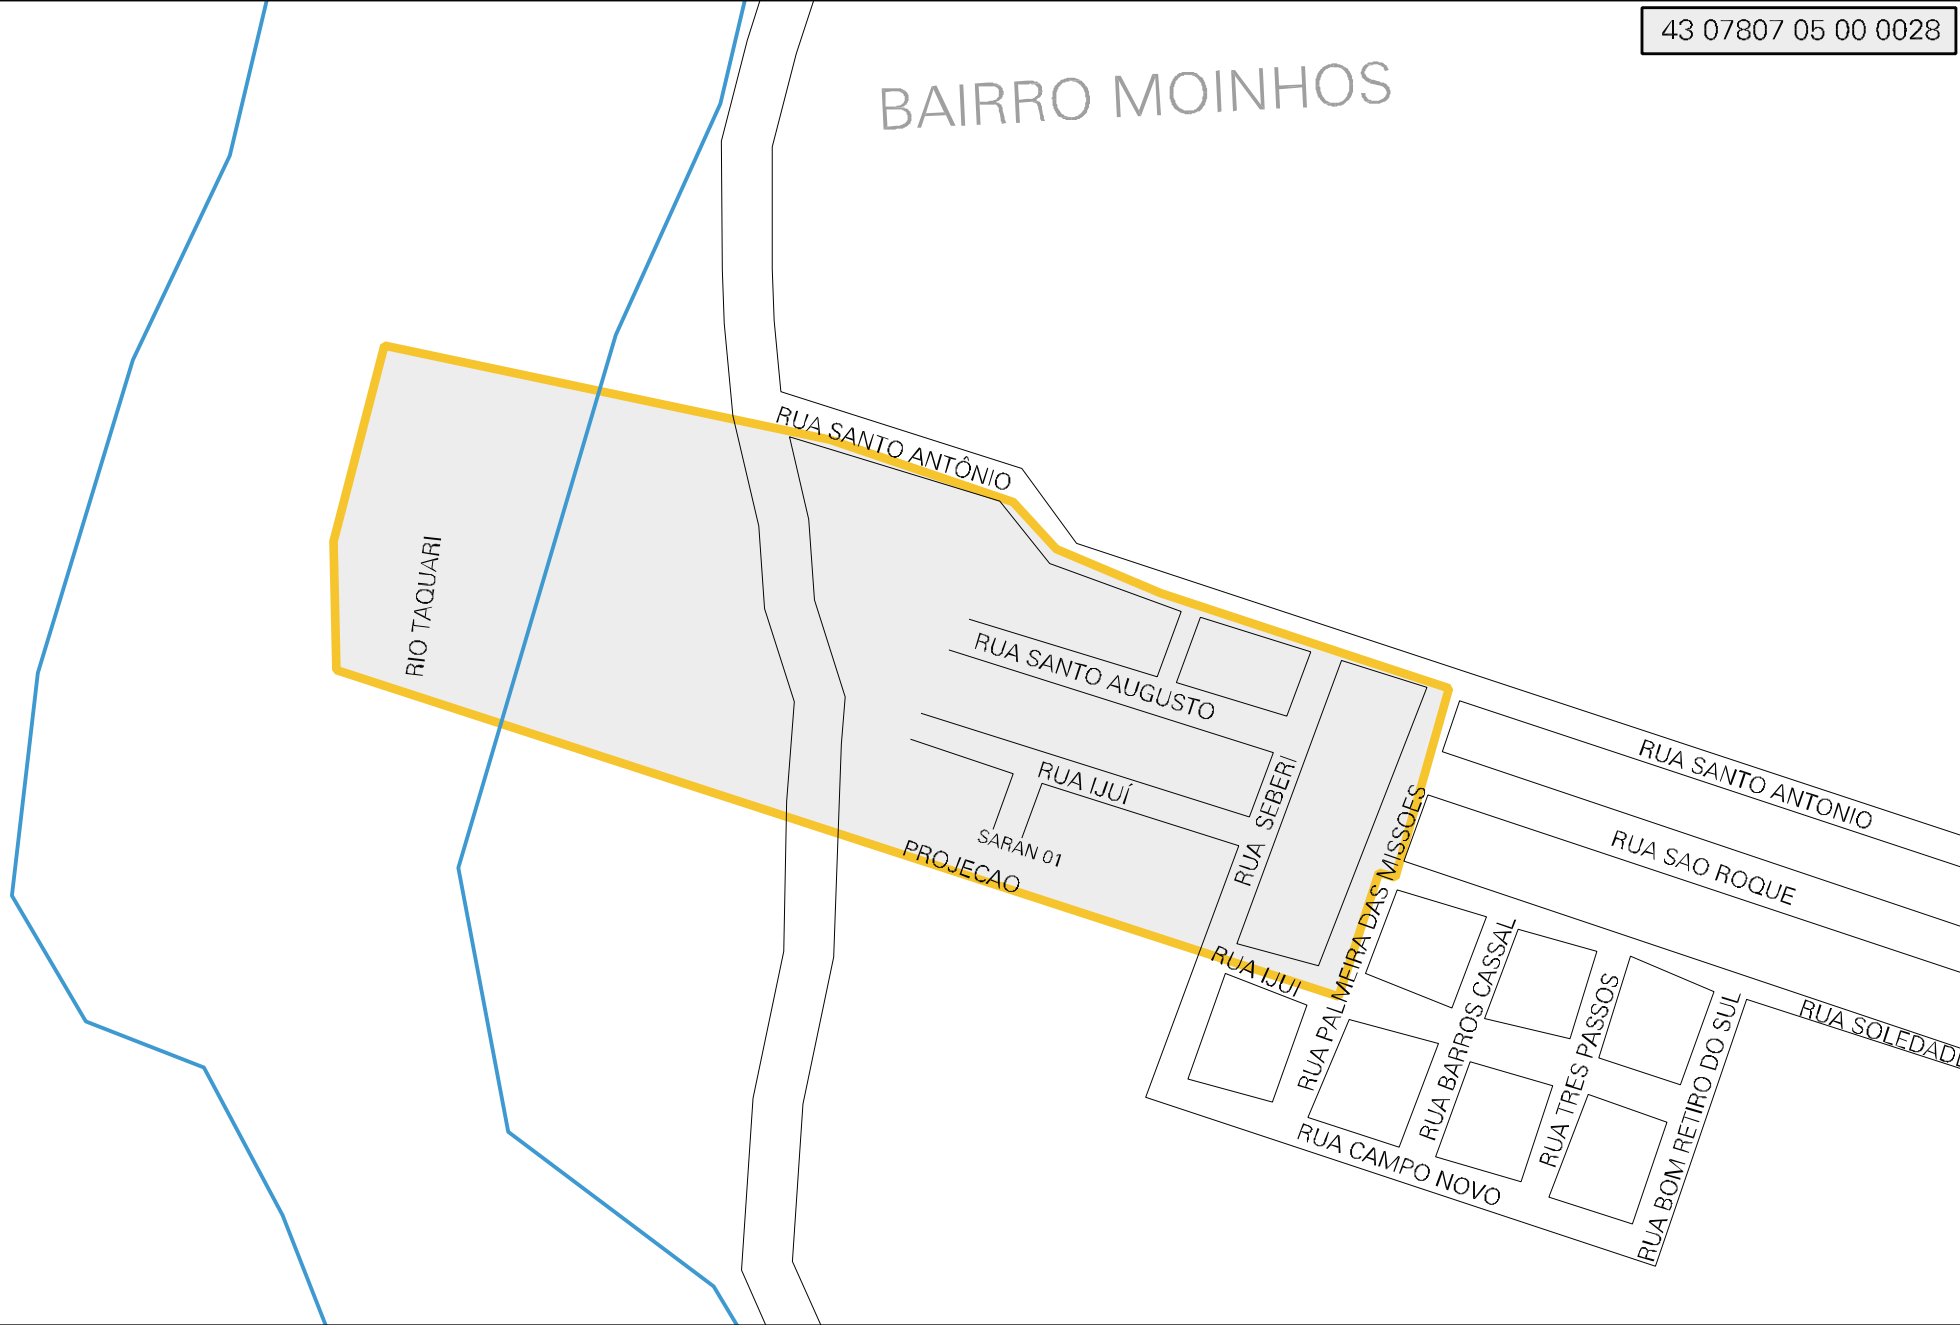 43 07807 05 00 0028
BAIRRO MOINHOS
RUA SANTO ANTÔNIO
RIO TAQUARI
RUA SANTO AUGUSTO
RUA IJUÍ
RUA SEBERI
SARAN 01
PROJECAO
RUA SANTO ANTONIO
RUA SAO ROQUE
RUA PALMEIRA DAS MISSOES
RUA IJUI
RUA BARROS CASSAL
RUA TRES PASSOS
RUA BOM RETIRO DO SUL
RUA SOLEDADE
RUA CAMPO NOVO